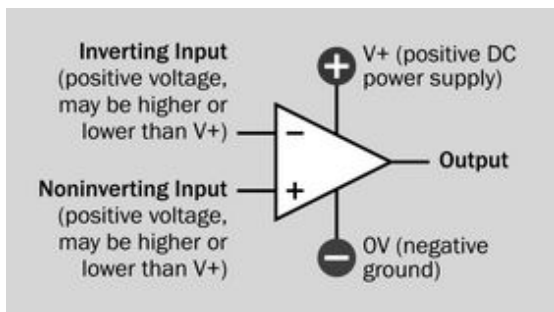 Inverting Input
(positive voltage,
may be higher or
lower than V+)
Noninverting Input
(positive voltage,
may be higher or
lower than V+)
V+ (positive DC
power supply)
Output
0V (negative
ground)
−
+
+
−